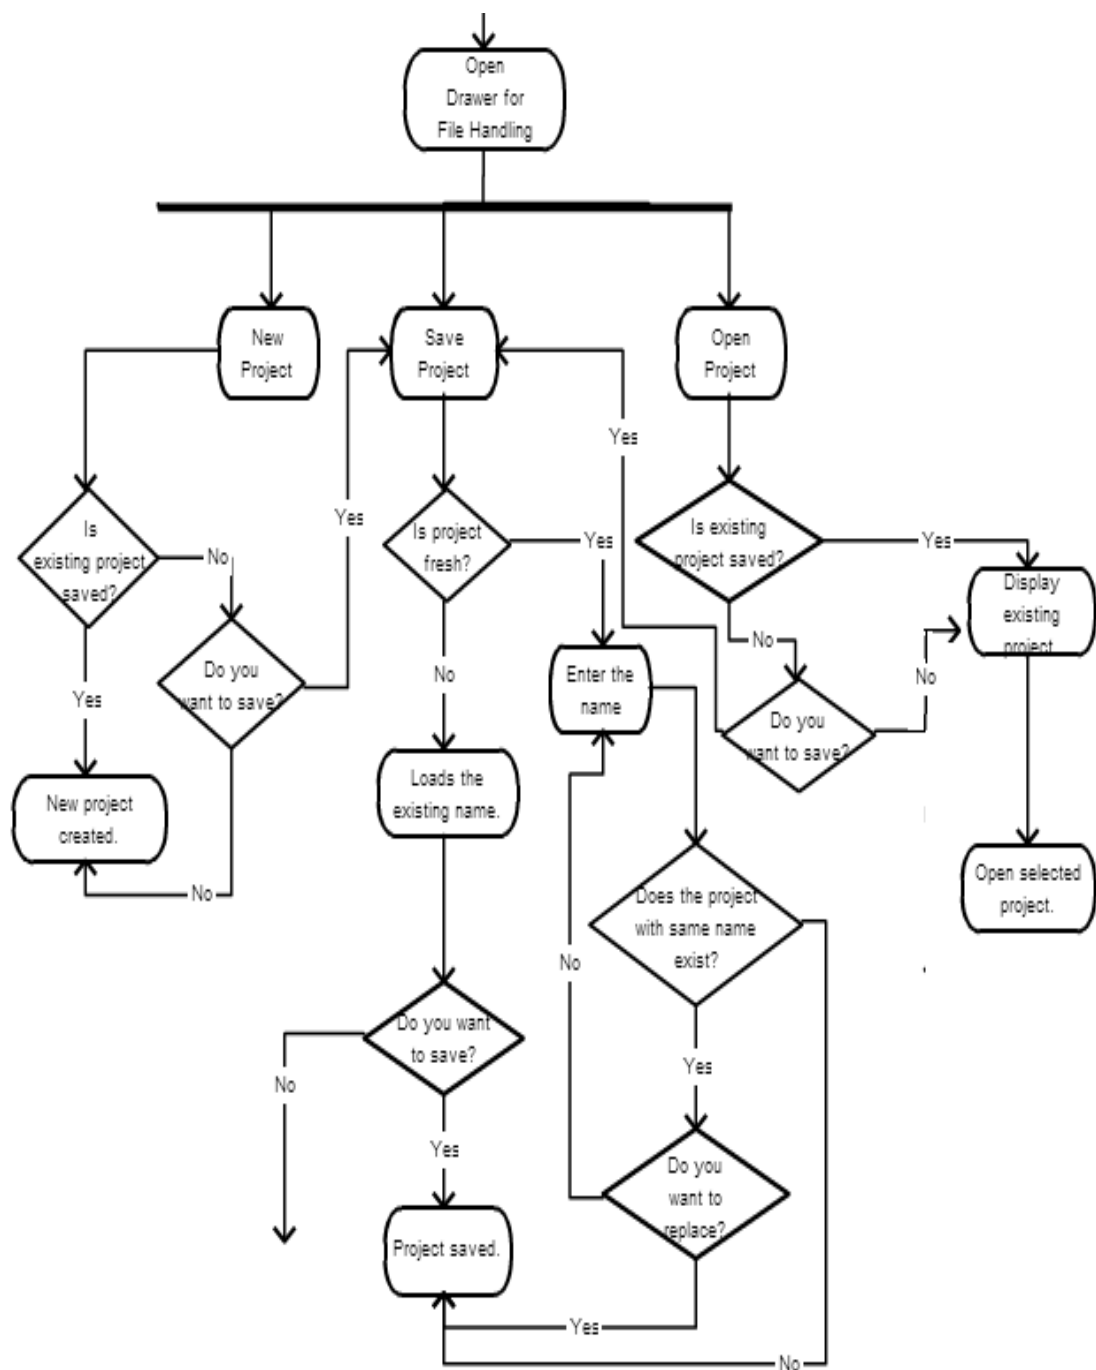 Open
Drawer for
File Handling
New
Project
Save
Project
Open
Project
Yes
Yes
Is
existing project
saved?
No
Is project
fresh?
Yes
Is existing
project saved?
Yes
Display
existing
project
No
Do you
want to save?
Yes
No
Enter the
name
No
Do you
want to save?
New project
created.
Loads the
existing name.
No
Open selected
project.
Does the project
with same name
exist?
No
Do you want
to save?
No
Yes
Yes
Do you
want to
replace?
Project saved.
Yes
No